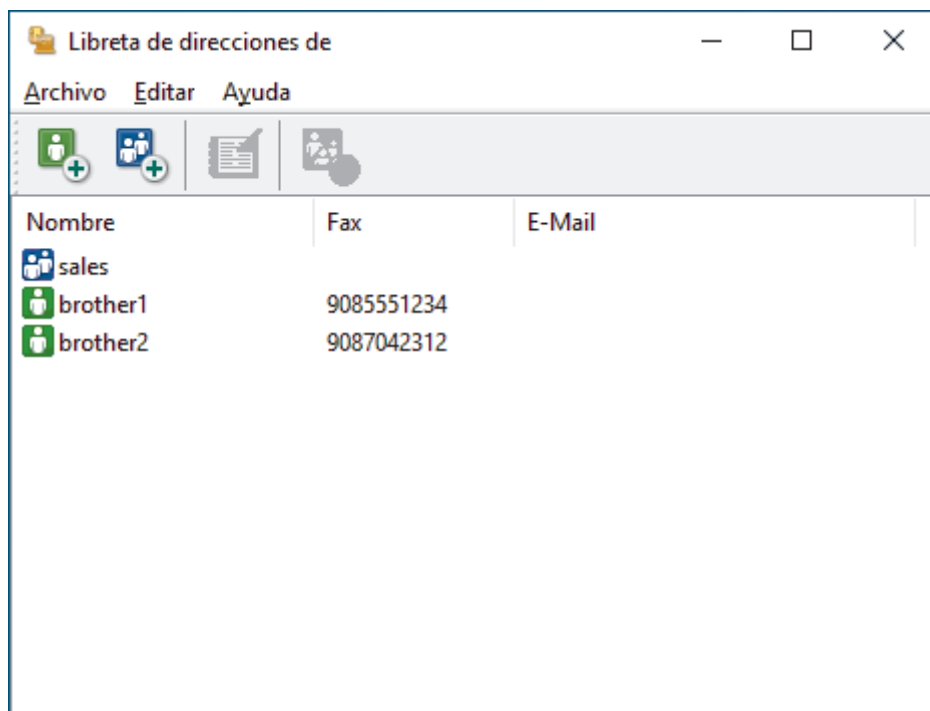 Libreta de direcciones de
Archivo Editar Ayuda
Nombre Fax E-Mail
sales
brother1 9085551234
brother2 9087042312